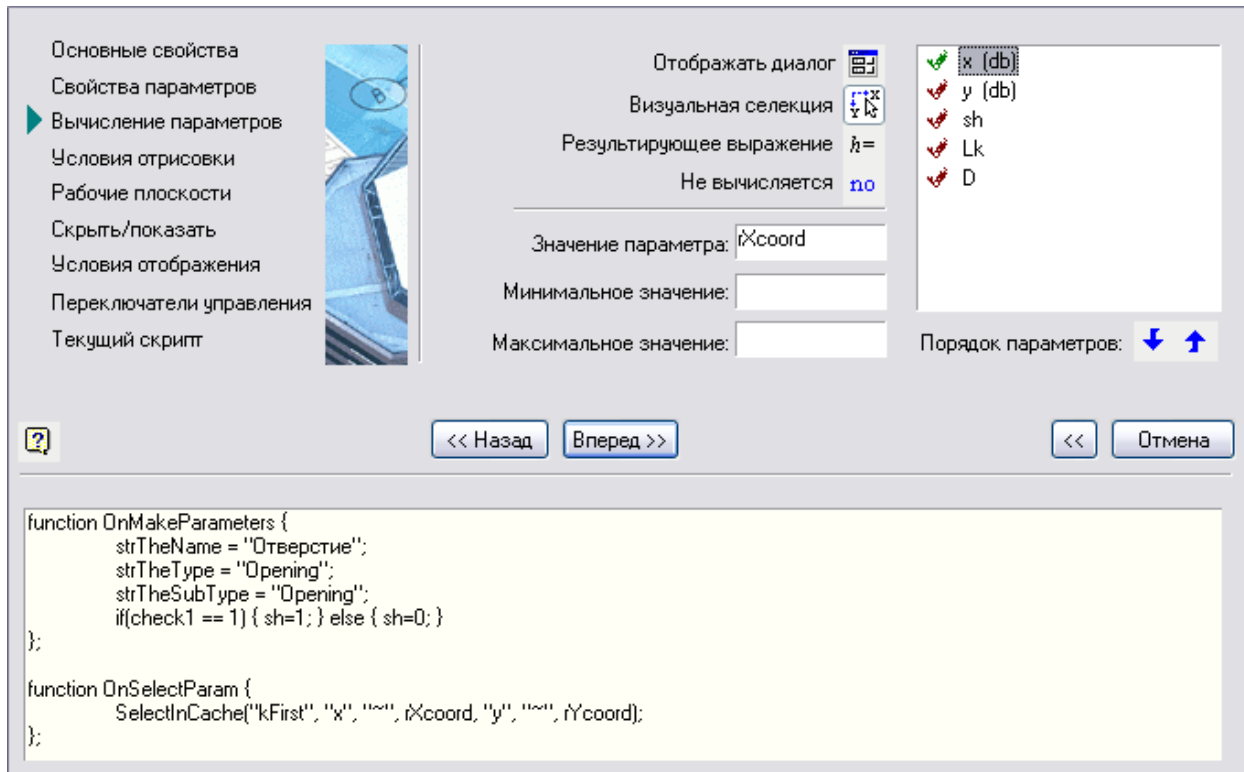 Основные свойства
Свойства параметров
Вычисление параметров
Условия отрисовки
Рабочие плоскости
Скрыть/показать
Условия отображения
Переключатели управления
Текущий скрипт
B
Отображать диалог
Визуальная селекция
X
Y
Результирующее выражение h=
Не вычисляется no
Значение параметра: rXcoord
Минимальное значение:
Максимальное значение:
x (db)
y (db)
sh
Lk
D
Порядок параметров:
?
<< Назад
Вперед >>
<<
Отмена
function OnMakeParameters {
strTheName = "Отверстие";
strTheType = "Opening";
strTheSubType = "Opening";
if(check1 == 1) { sh=1; } else { sh=0; }
};
function OnSelectParam {
SelectInCache("kFirst", "x", "~", rXcoord, "y", "~", rYcoord);
};